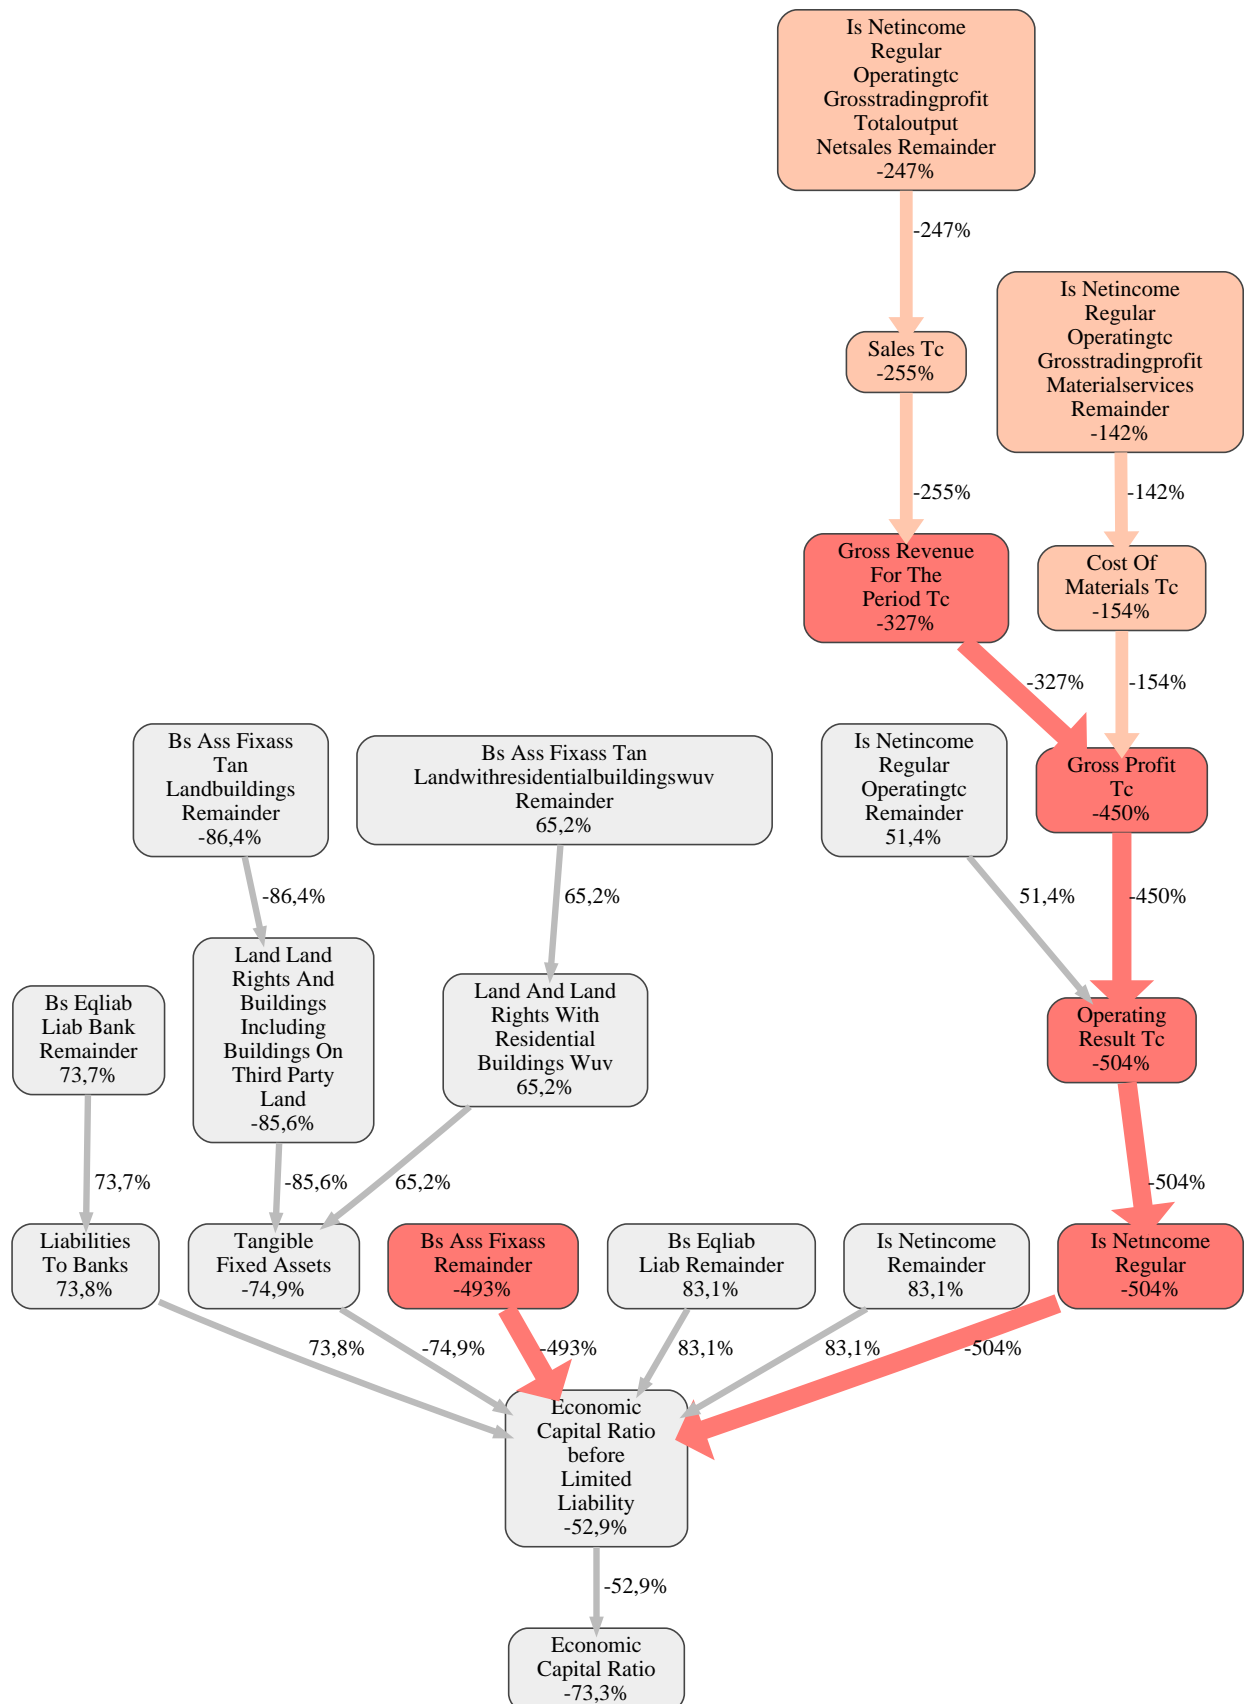 Is Netincome
Regular
Operatingtc
Grosstradingprofit
Totaloutput
Netsales Remainder
-247%
-247%
Is Netincome
Regular
Operatingtc
Grosstradingprofit
Materialservices
Remainder
-142%
Sales Tc
-255%
-255%
-142%
Gross Revenue
For The
Period Tc
-327%
Cost Of
Materials Tc
-154%
-327%
-154%
Bs Ass Fixass
Tan
Landbuildings
Remainder
-86,4%
Bs Ass Fixass Tan
Landwithresidentialbuildingswuv
Remainder
65,2%
Is Netincome
Regular
Operatingtc
Remainder
51,4%
Gross Profit
Tc
-450%
-86,4%
65,2%
51,4%
-450%
Bs Eqliab
Liab Bank
Remainder
73,7%
Land Land
Rights And
Buildings
Including
Buildings On
Third Party
Land
-85,6%
Land And Land
Rights With
Residential
Buildings Wuv
65,2%
Operating
Result Tc
-504%
73,7%
-85,6%
65,2%
-504%
Liabilities
To Banks
73,8%
Tangible
Fixed Assets
-74,9%
Bs Ass Fixass
Remainder
-493%
Bs Eqliab
Liab Remainder
83,1%
Is Netincome
Remainder
83,1%
Is Netincome
Regular
-504%
73,8%
-74,9%
-493%
83,1%
83,1%
-504%
Economic
Capital Ratio
before
Limited
Liability
-52,9%
-52,9%
Economic
Capital Ratio
-73,3%